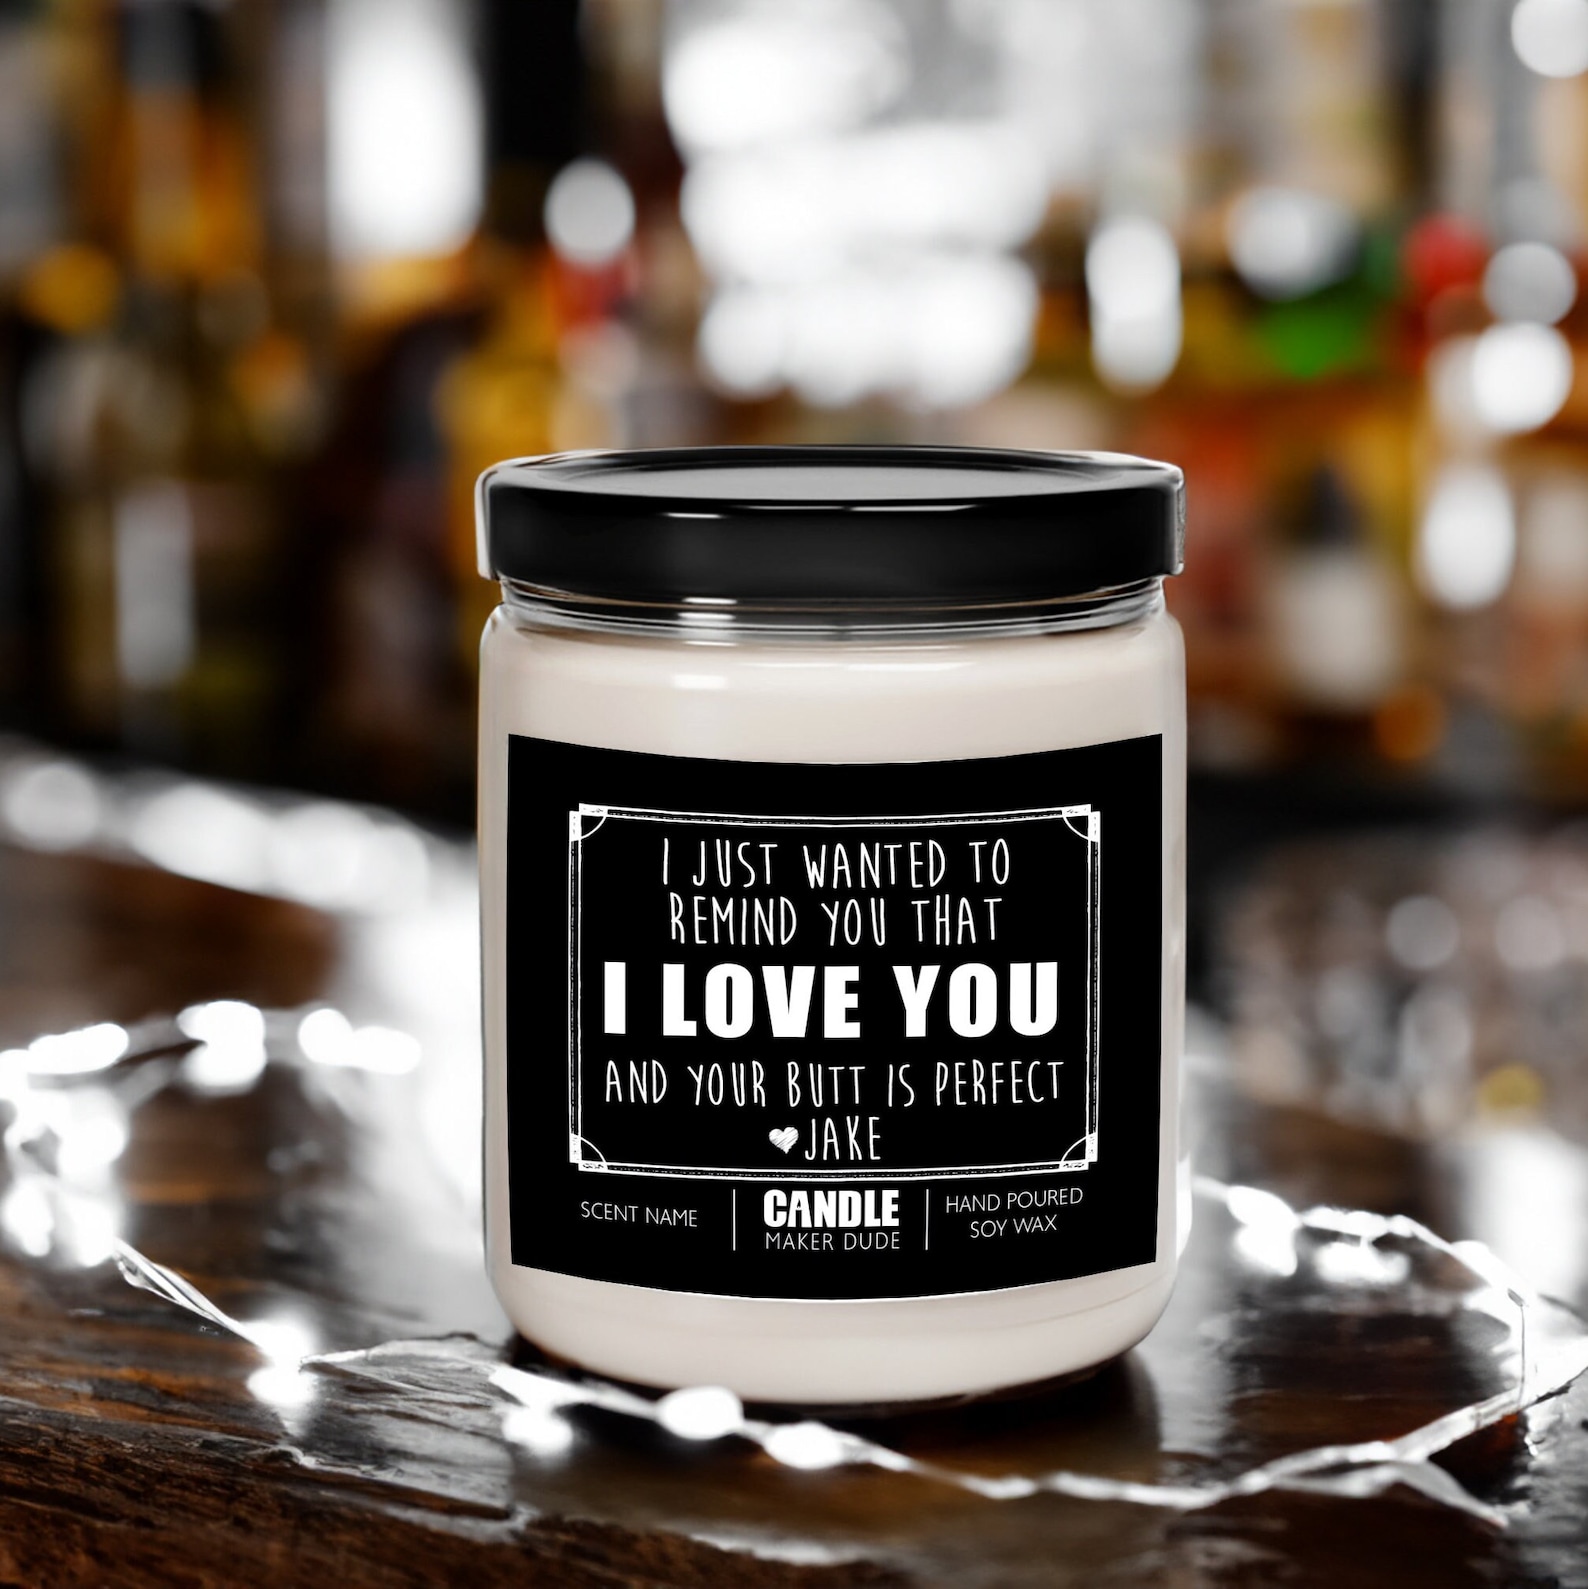 I JUST WANTED TO
REMIND YOU THAT
I LOVE YOU
AND YOUR BUTT IS PERFECT
JAKE
SCENT NAME
CANDLE
MAKER DUDE
HAND POURED
SOY WAX